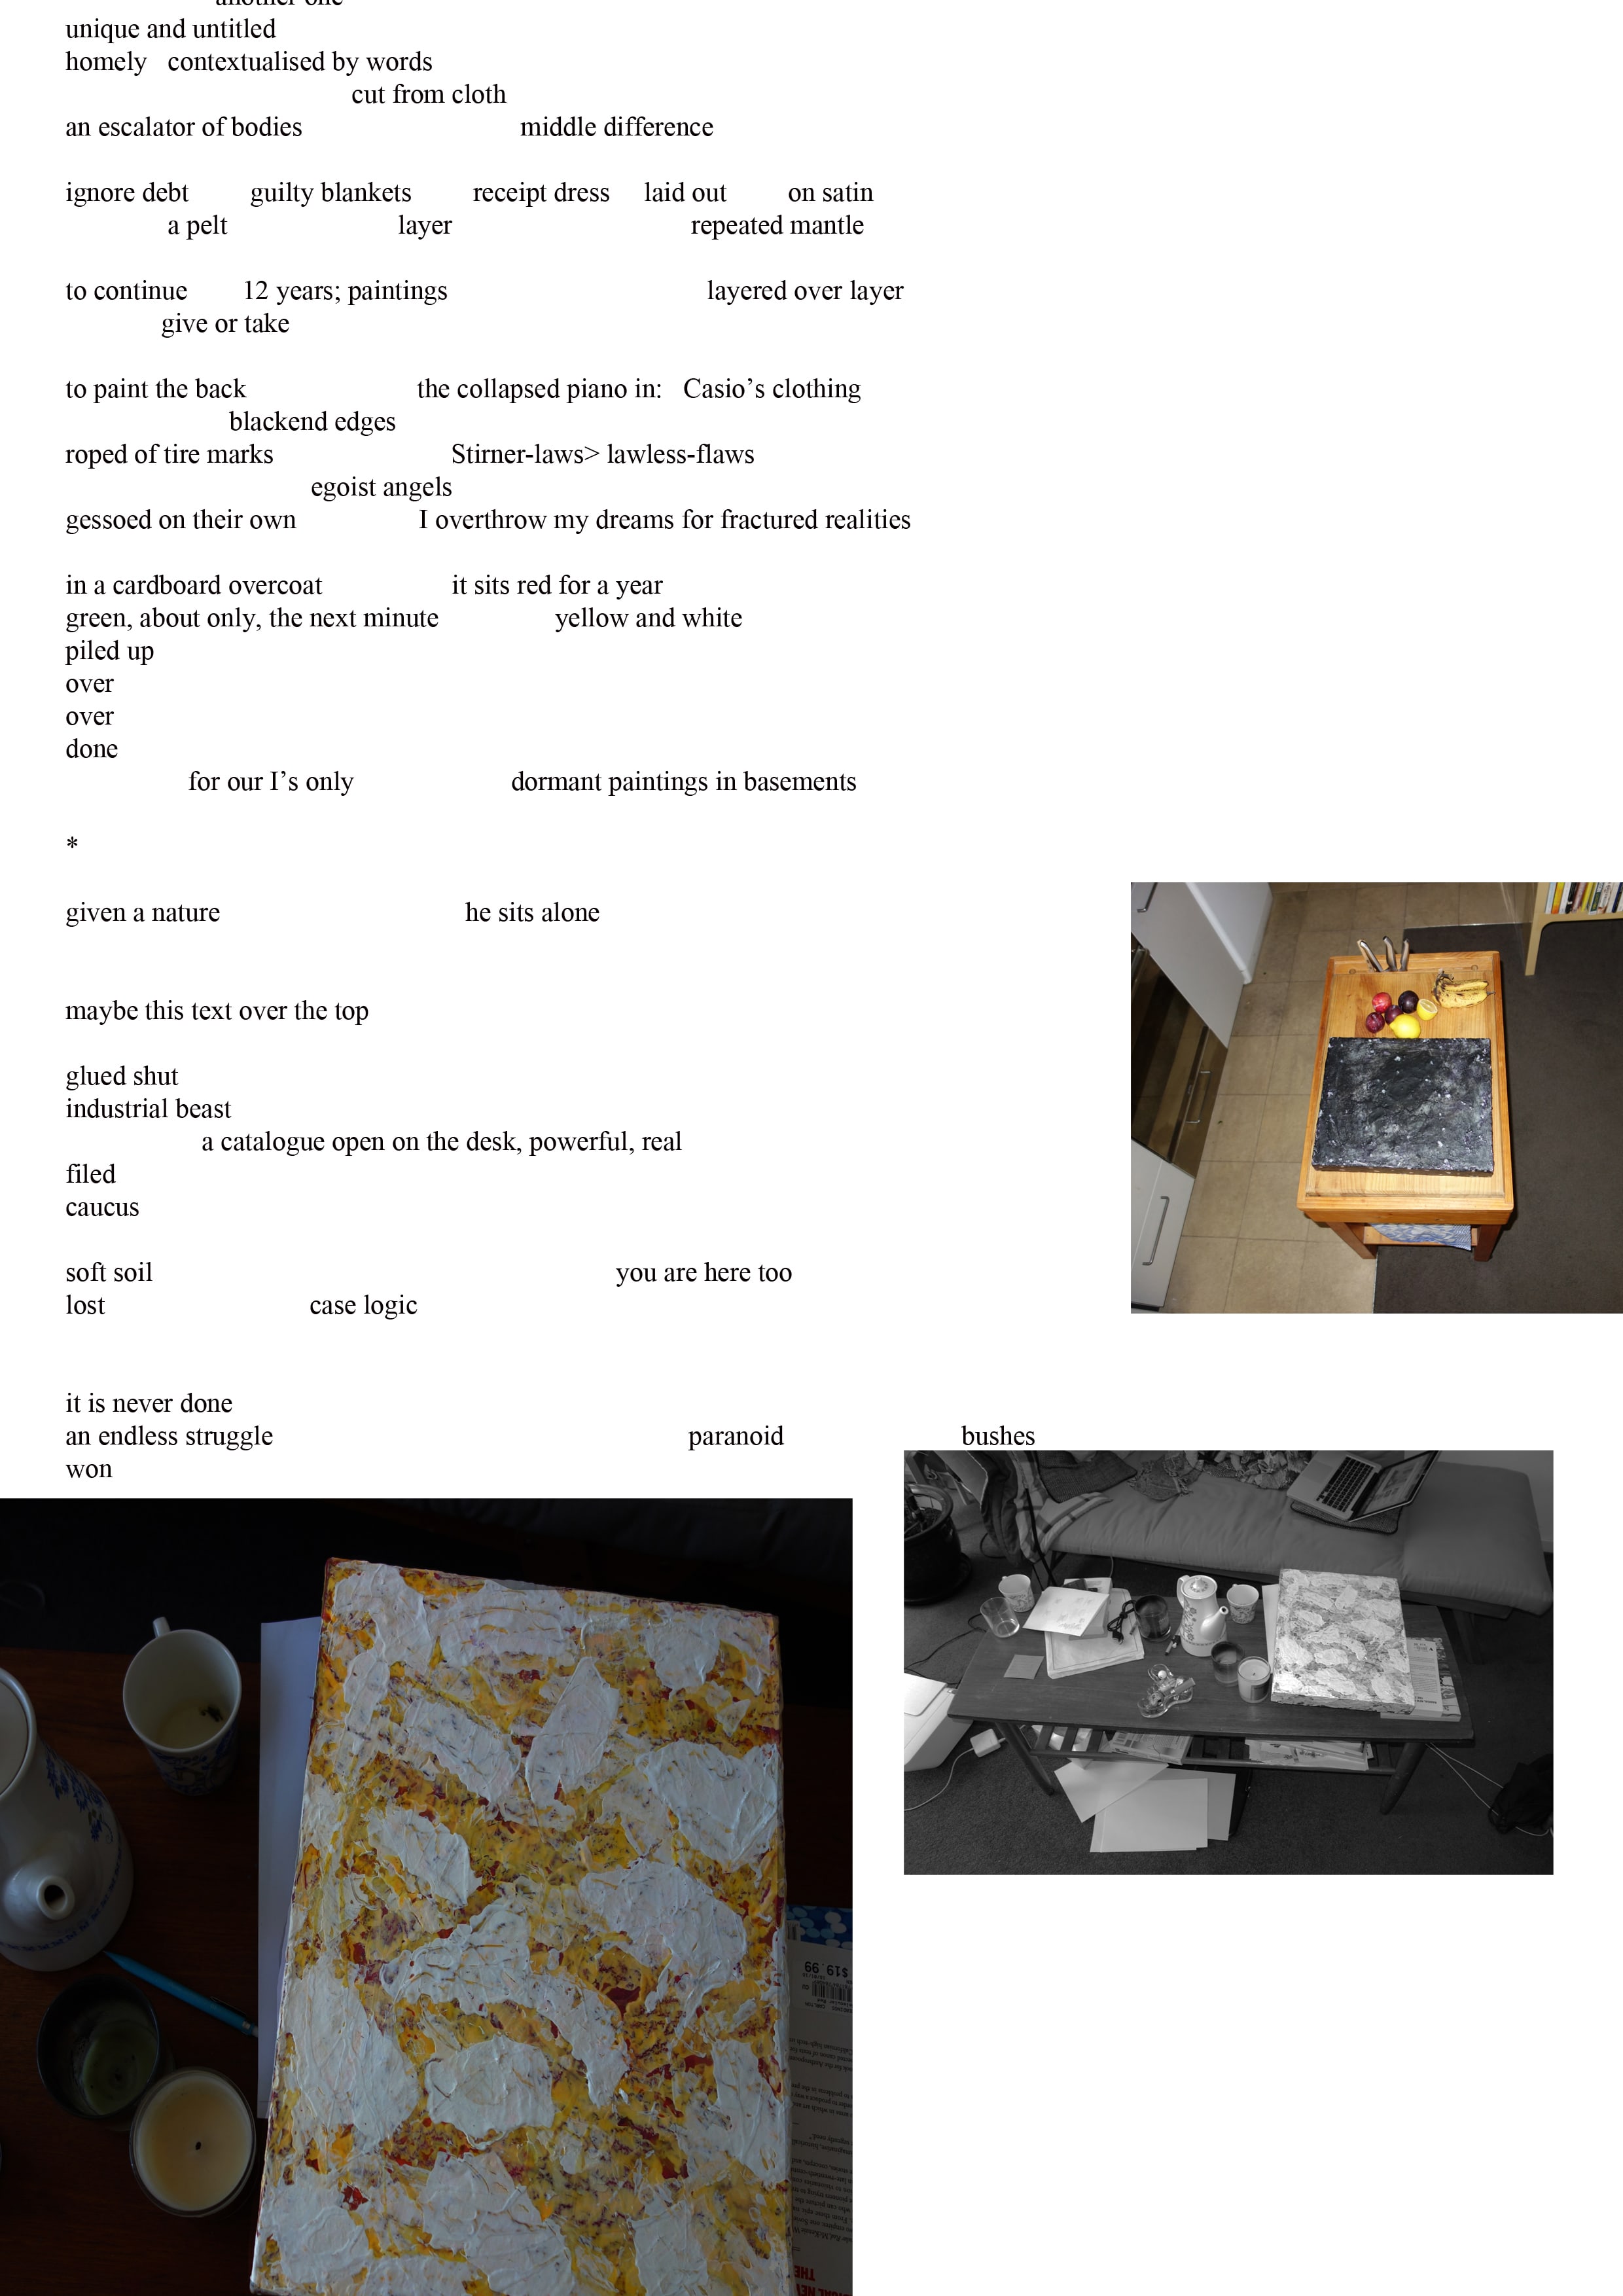 another one
unique and untitled
homely contextualised by words
cut from cloth
an escalator of bodies middle difference
ignore debt guilty blankets receipt dress laid out on satin
a pelt layer repeated mantle
to continue 12 years; paintings layered over layer
give or take
to paint the back the collapsed piano in: Casio’s clothing
blackend edges
roped of tire marks Stirner-laws> lawless-flaws
egoist angels
gessoed on their own I overthrow my dreams for fractured realities
in a cardboard overcoat it sits red for a year
green, about only, the next minute yellow and white
piled up
over
over
done
for our I’s only dormant paintings in basements
*
given a nature he sits alone
maybe this text over the top
glued shut
industrial beast
a catalogue open on the desk, powerful, real
filed
caucus
soft soil you are here too
lost case logic
it is never done
an endless struggle paranoid bushes
won
$19.99
THE